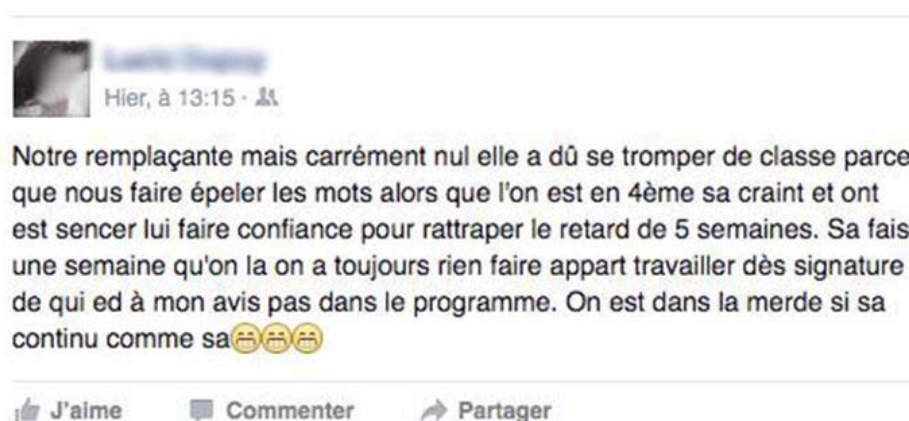 Hier, à 13:15
Notre remplaçante mais carrément nul elle a dû se tromper de classe parce
que nous faire épeler les mots alors que l'on est en 4ème sa craint et ont
est sencer lui faire confiance pour rattraper le retard de 5 semaines. Sa fais
une semaine qu'on la on a toujours rien faire appart travailler dès signature
de qui ed à mon avis pas dans le programme. On est dans la merde si sa
continu comme sa😁😁😁
J'aime Commenter Partager